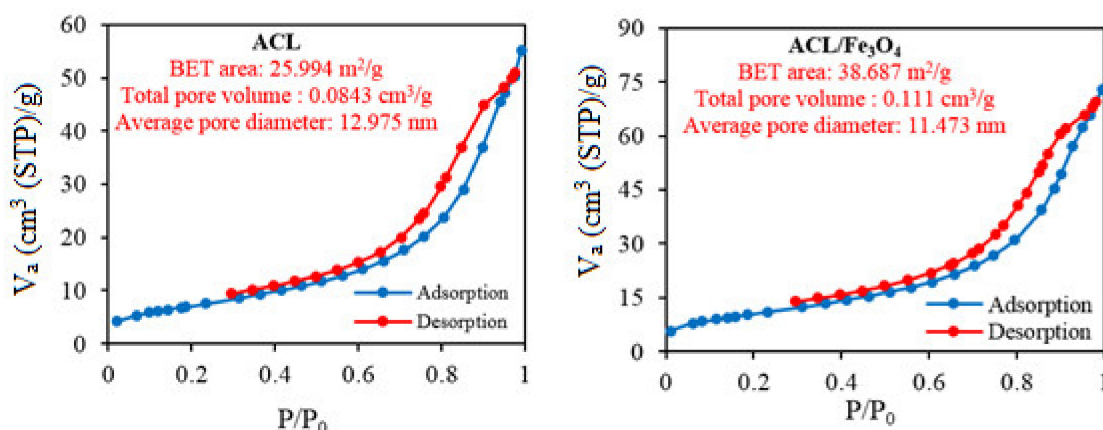 ACL
BET area: 25.994 m²/g
Total pore volume : 0.0843 cm³/g
Average pore diameter: 12.975 nm
Vₐ (cm³ (STP)/g)
60
50
40
30
20
10
0
Adsorption
Desorption
0 0.2 0.4 0.6 0.8 1
P/P₀
ACL/Fe₃O₄
BET area: 38.687 m²/g
Total pore volume : 0.111 cm³/g
Average pore diameter: 11.473 nm
Vₐ (cm³ (STP)/g)
90
75
60
45
30
15
0
Adsorption
Desorption
0 0.2 0.4 0.6 0.8 1
P/P₀